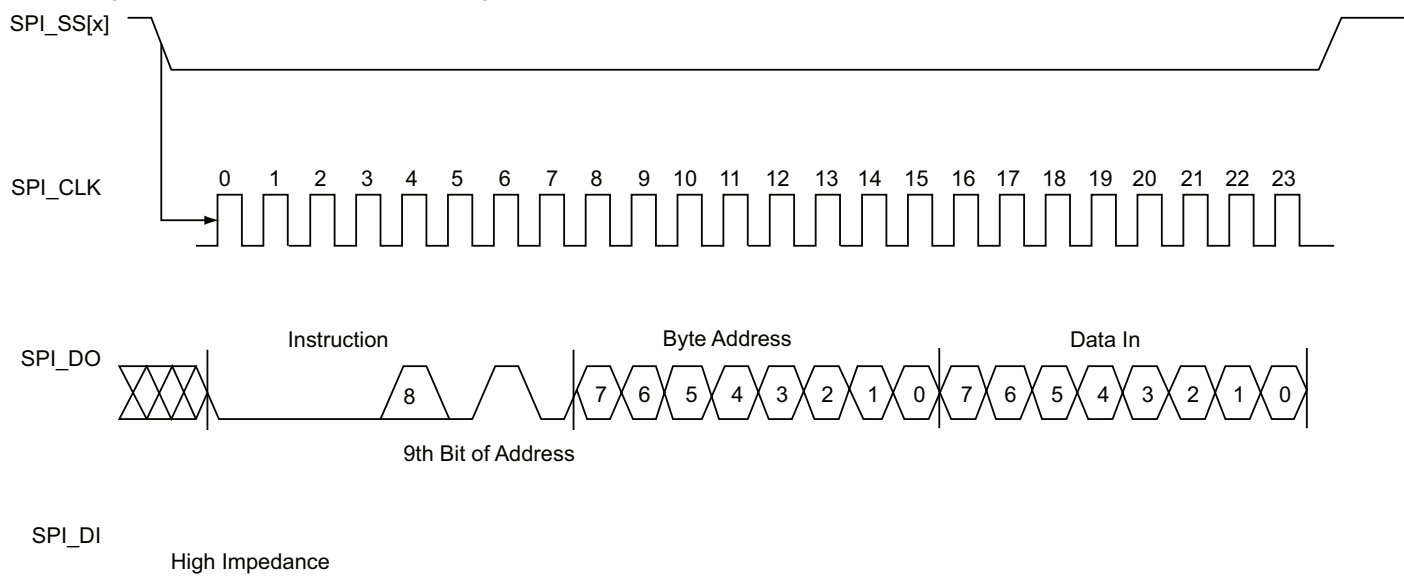 SPI_SS[x]
0 1 2 3 4 5 6 7 8 9 10 11 12 13 14 15 16 17 18 19 20 21 22 23
SPI_CLK
Instruction Byte Address Data In
SPI_DO
8 7 6 5 4 3 2 1 0 7 6 5 4 3 2 1 0
9th Bit of Address
SPI_DI
High Impedance